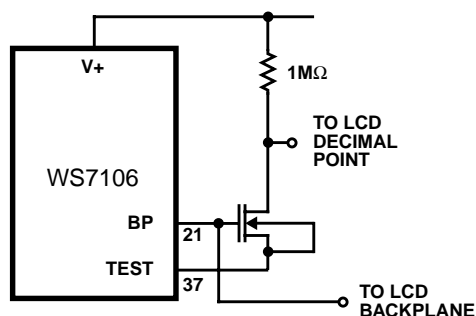 V+
1MΩ
TO LCD
DECIMAL
POINT
WS7106
BP
21
TEST
37
TO LCD
BACKPLANE